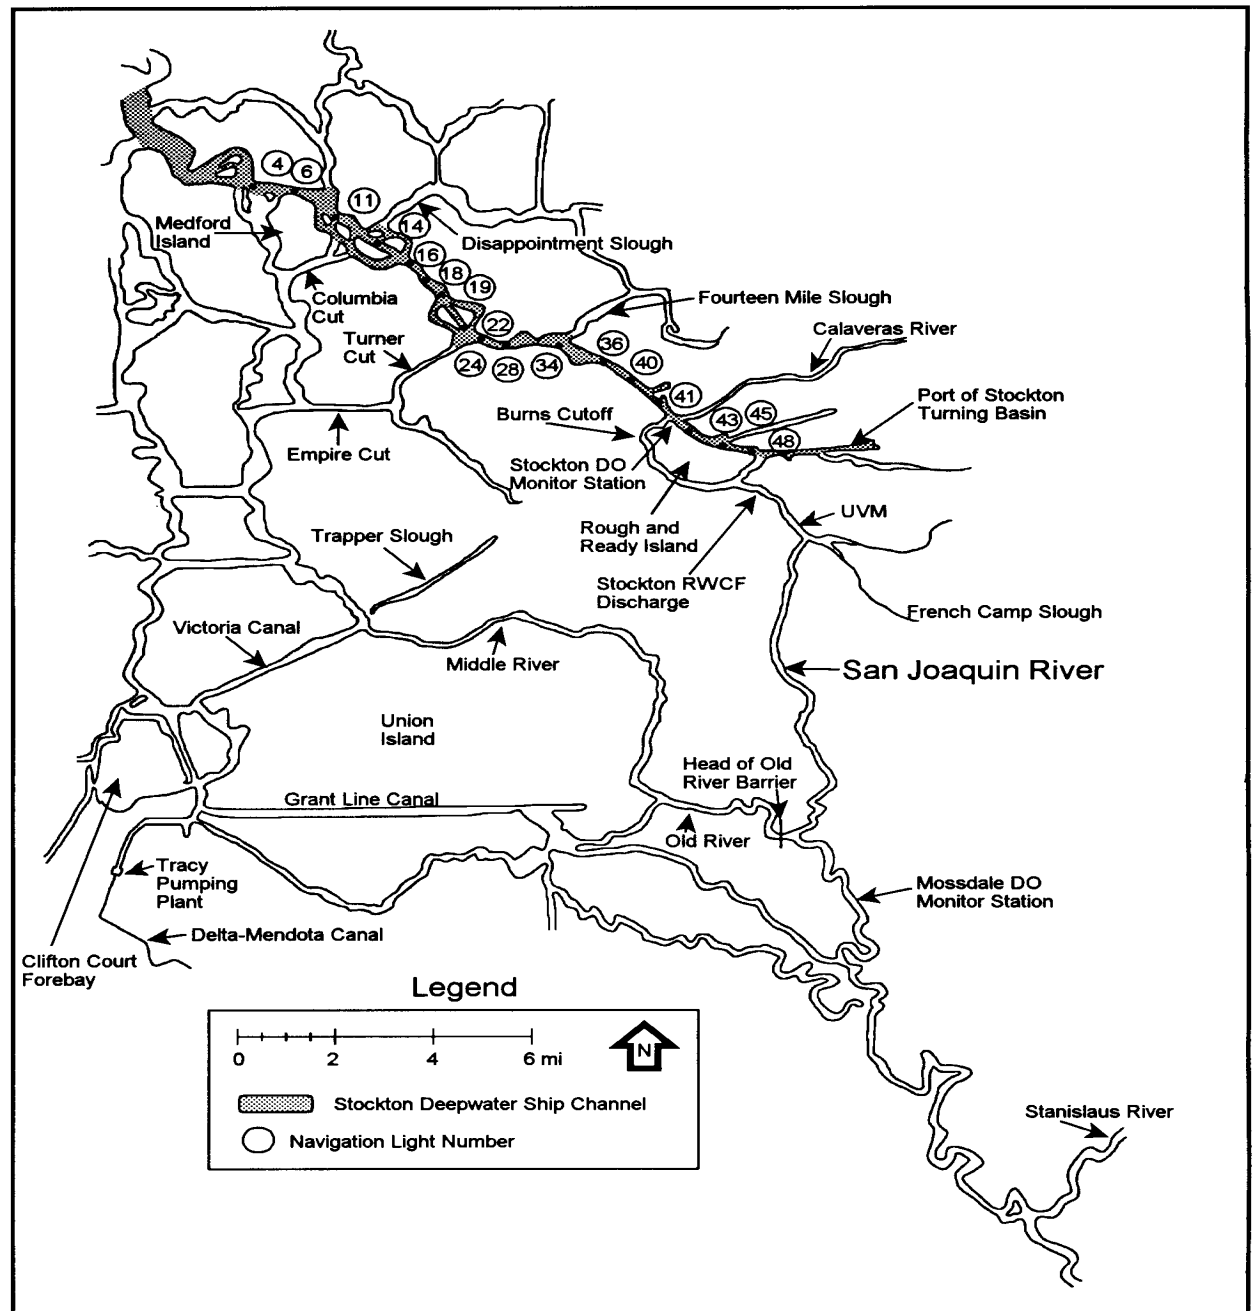 4
6
11
Medford
Island
14
Disappointment Slough
16
18
19
Columbia
Cut
Fourteen Mile Slough
22
Turner
Cut
Calaveras River
24
28
34
36
40
41
Port of Stockton
Turning Basin
Burns Cutoff
43
45
48
Empire Cut
Stockton DO
Monitor Station
UVM
Trapper Slough
Rough and
Ready Island
Stockton RWCF
Discharge
French Camp Slough
Victoria Canal
Middle River
San Joaquin River
Union
Island
Head of Old
River Barrier
Grant Line Canal
Old River
Tracy
Pumping
Plant
Mossdale DO
Monitor Station
Delta-Mendota Canal
Clifton Court
Forebay
Legend
0 2 4 6 mi
N
Stockton Deepwater Ship Channel
Navigation Light Number
Stanislaus River